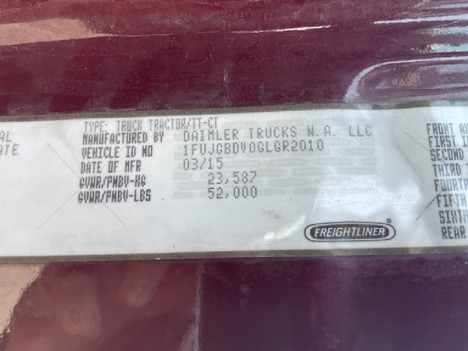 AL
ATE
TYPE: TRUCK TRACTOR/TT-CT
MANUFACTURED BY DAIMLER TRUCKS N.A. LLC
VEHICLE ID NO 1FUJGBDV0GLGR2010
DATE OF MFR 03/15
GVWR/PNBV-KG 23,587
GVWR/PNBV-LBS 52,000
FREIGHTLINER
FRONT
FIRST I
SECOND
THIRD
FOURTH
FIFTH
SIXTH
REAR